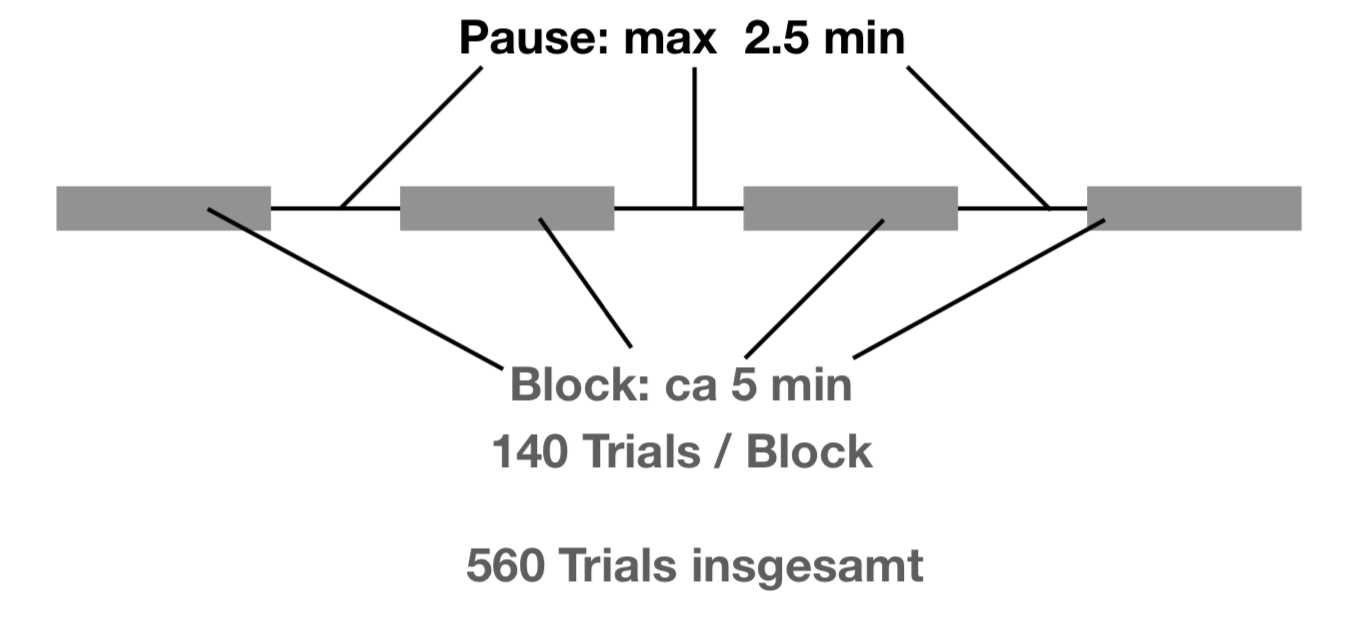 Pause: max  2.5 min
Block: ca 5 min
140 Trials / Block
560 Trials insgesamt